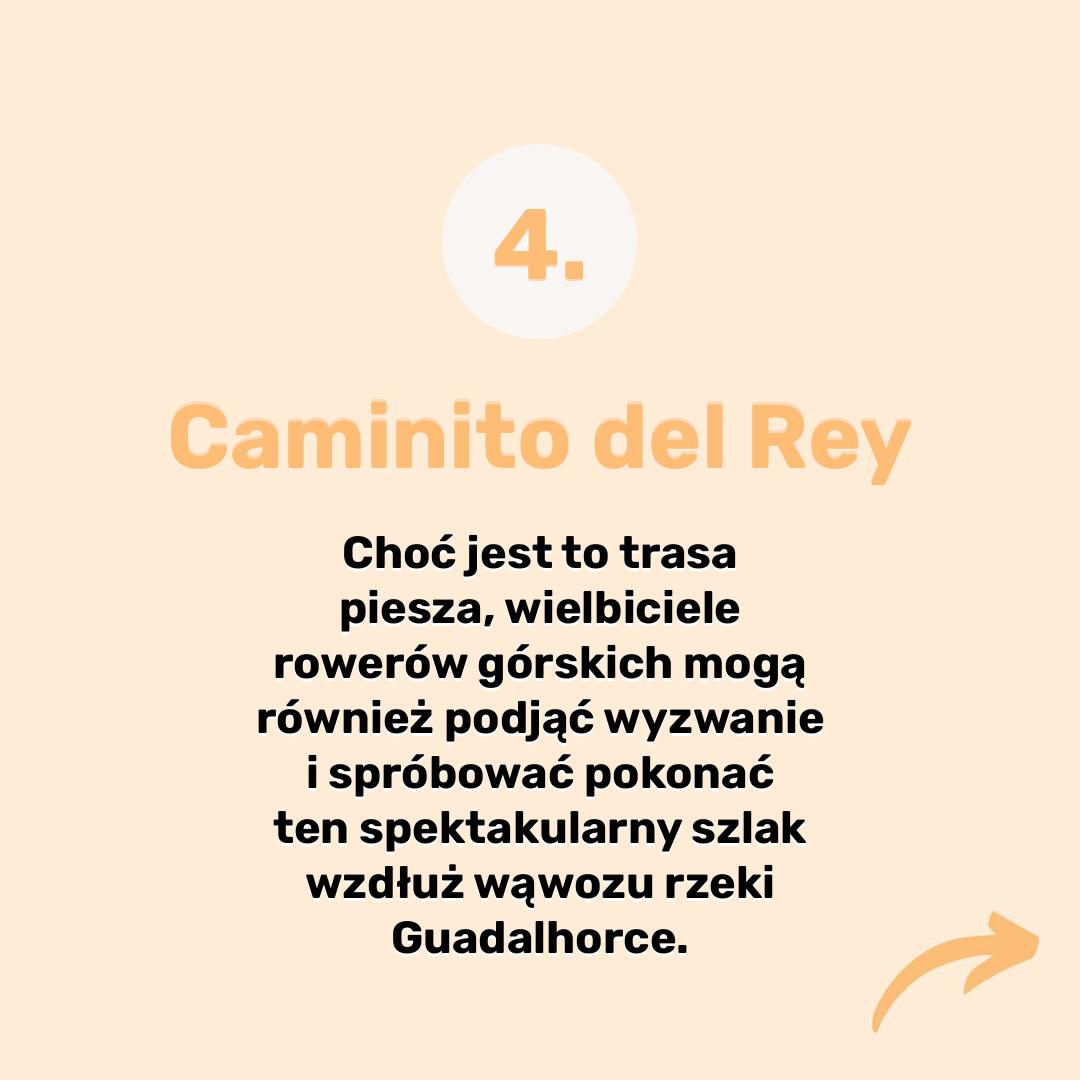 4.
Caminito del Rey
Choć jest to trasa
piesza, wielbiciele
rowerów górskich mogą
również podjąć wyzwanie
i spróbować pokonać
ten spektakularny szlak
wzdłuż wąwozu rzeki
Guadalhorce.